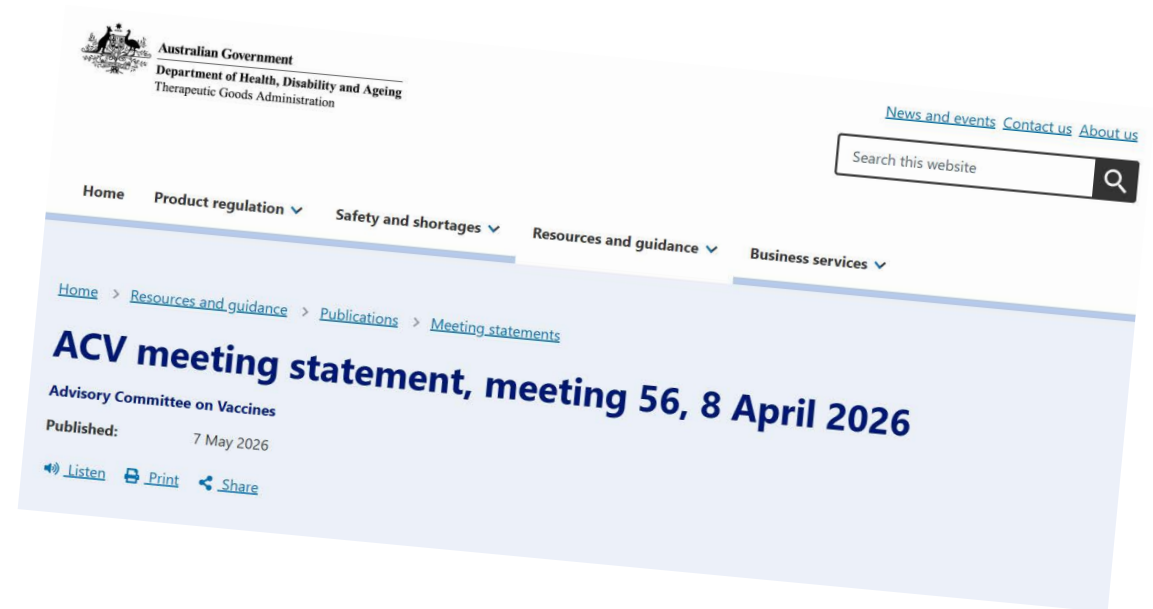 Australian Government
Department of Health, Disability and Ageing
Therapeutic Goods Administration
News and events Contact us About us
Search this website
Home Product regulation Safety and shortages Resources and guidance Business services
Home > Resources and guidance > Publications > Meeting statements
ACV meeting statement, meeting 56, 8 April 2026
Advisory Committee on Vaccines
Published: 7 May 2026
Listen Print Share